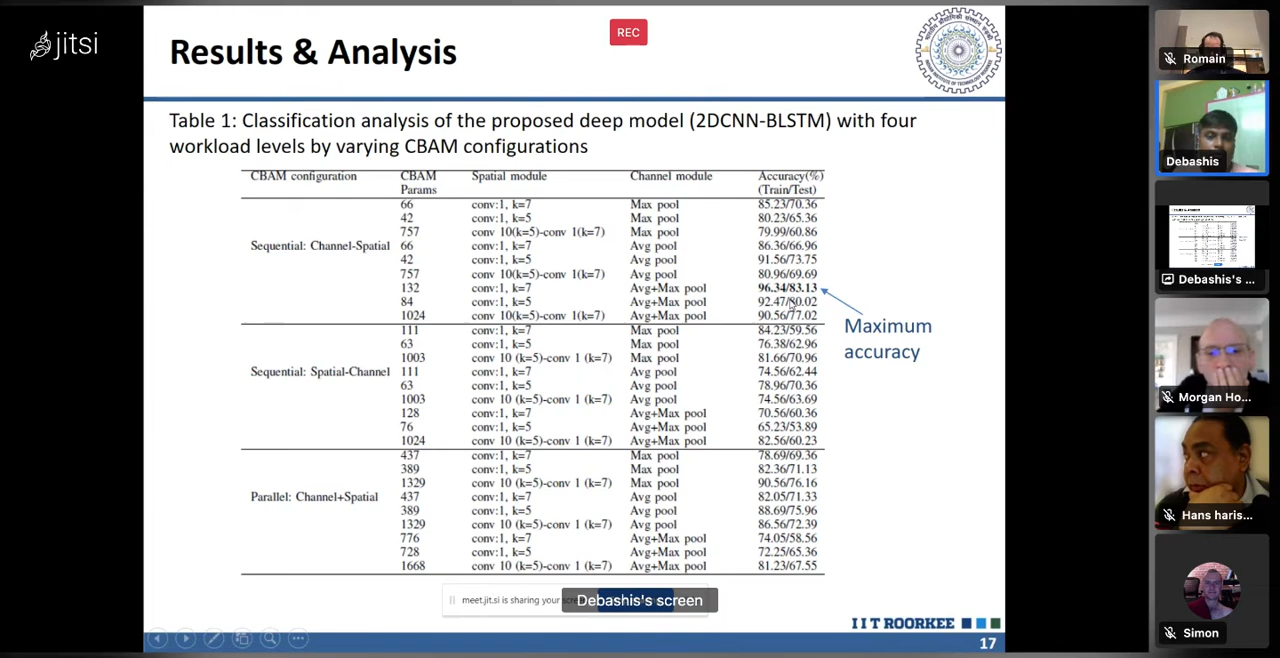 jitsi
REC
Results & Analysis
Table 1: Classification analysis of the proposed deep model (2DCNN-BLSTM) with four
workload levels by varying CBAM configurations
CBAM configuration CBAM Params Spatial module Channel module Accuracy(%) (Train/Test)
66 conv:1, k=7 Max pool 85.23/70.36
42 conv:1, k=5 Max pool 80.23/65.36
757 conv 10(k=5)-conv 1(k=7) Max pool 79.99/60.86
Sequential: Channel-Spatial 66 conv:1, k=7 Avg pool 86.36/66.96
42 conv:1, k=5 Avg pool 91.56/73.75
757 conv 10(k=5)-conv 1(k=7) Avg pool 80.96/69.69
132 conv:1, k=7 Avg+Max pool 96.34/83.13
84 conv:1, k=5 Avg+Max pool 92.47/80.02
1024 conv 10(k=5)-conv 1(k=7) Avg+Max pool 90.56/77.02
111 conv:1, k=7 Max pool 84.23/59.56
63 conv:1, k=5 Max pool 76.38/62.96
1003 conv 10 (k=5)-conv 1 (k=7) Max pool 81.66/70.96
Sequential: Spatial-Channel 111 conv:1, k=7 Avg pool 74.56/62.44
63 conv:1, k=5 Avg pool 78.96/70.36
1003 conv 10 (k=5)-conv 1 (k=7) Avg pool 74.56/63.69
128 conv:1, k=7 Avg+Max pool 70.56/60.36
76 conv:1, k=5 Avg+Max pool 65.23/53.89
1024 conv 10 (k=5)-conv 1 (k=7) Avg+Max pool 82.56/60.23
437 conv:1, k=7 Max pool 78.69/69.36
389 conv:1, k=5 Max pool 82.36/71.13
1329 conv 10 (k=5)-conv 1 (k=7) Max pool 90.56/76.16
Parallel: Channel+Spatial 437 conv:1, k=7 Avg pool 82.05/71.33
389 conv:1, k=5 Avg pool 88.69/75.96
1329 conv 10 (k=5)-conv 1 (k=7) Avg pool 86.56/72.39
776 conv:1, k=7 Avg+Max pool 74.05/58.56
728 conv:1, k=5 Avg+Max pool 72.25/65.36
1668 conv 10 (k=5)-conv 1 (k=7) Avg+Max pool 81.23/67.55
Maximum
accuracy
meet.jit.si is sharing your
Debashis's screen
IIT ROORKEE
17
Romain
Debashis
Debashis's ...
Morgan Ho...
Hans haris...
Simon